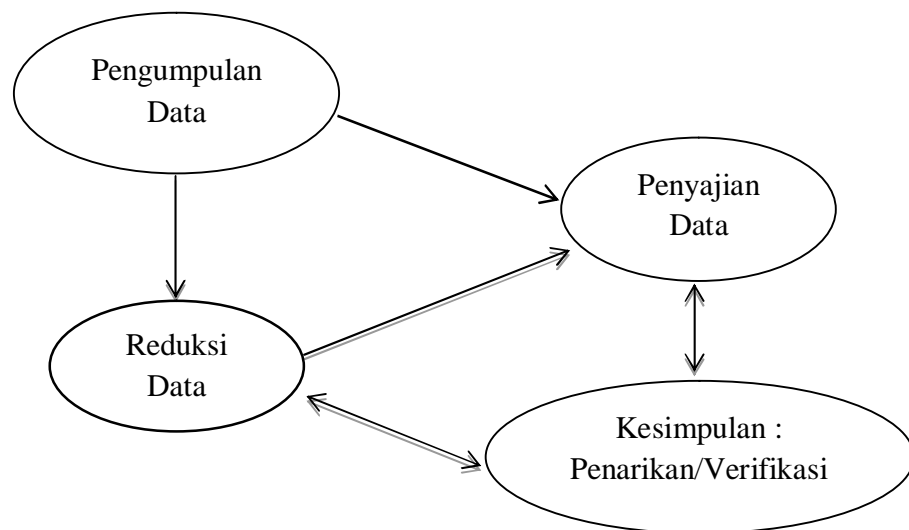 Pengumpulan
Data
Penyajian
Data
Reduksi
Data
Kesimpulan :
Penarikan/Verifikasi